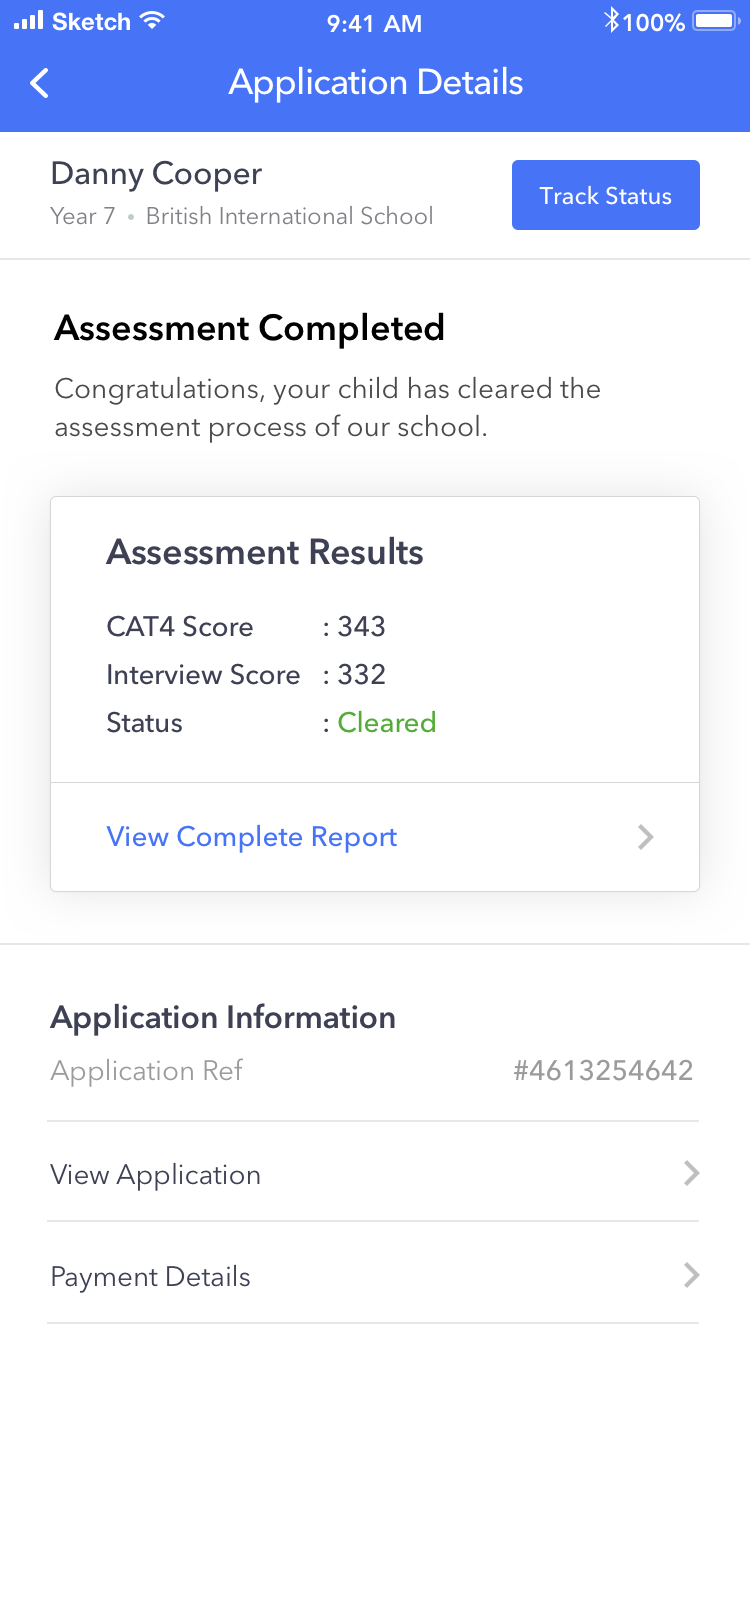 Sketch 9:41 AM 100%
Application Details
Danny Cooper
Year 7 • British International School
Track Status
Assessment Completed
Congratulations, your child has cleared the
assessment process of our school.
Assessment Results
CAT4 Score : 343
Interview Score : 332
Status : Cleared
View Complete Report
Application Information
Application Ref #4613254642
View Application
Payment Details